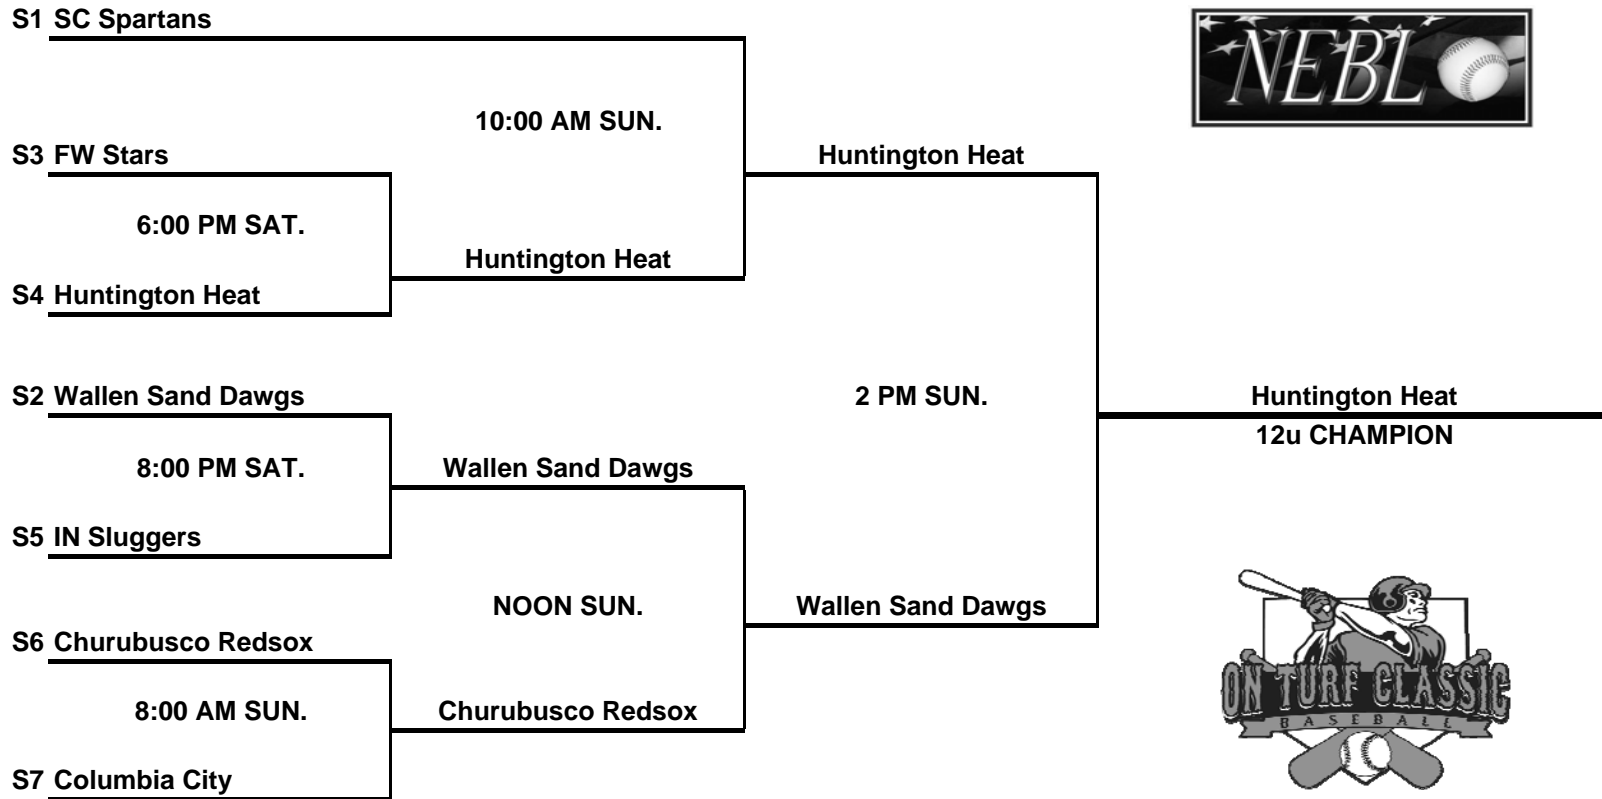 S1 SC Spartans
NEBL
10:00 AM SUN.
S3 FW Stars
Huntington Heat
6:00 PM SAT.
Huntington Heat
S4 Huntington Heat
S2 Wallen Sand Dawgs
2 PM SUN.
Huntington Heat
12u CHAMPION
8:00 PM SAT.
Wallen Sand Dawgs
S5 IN Sluggers
NOON SUN.
Wallen Sand Dawgs
S6 Churubusco Redsox
ON TURF CLASSIC
BASEBALL
8:00 AM SUN.
Churubusco Redsox
S7 Columbia City